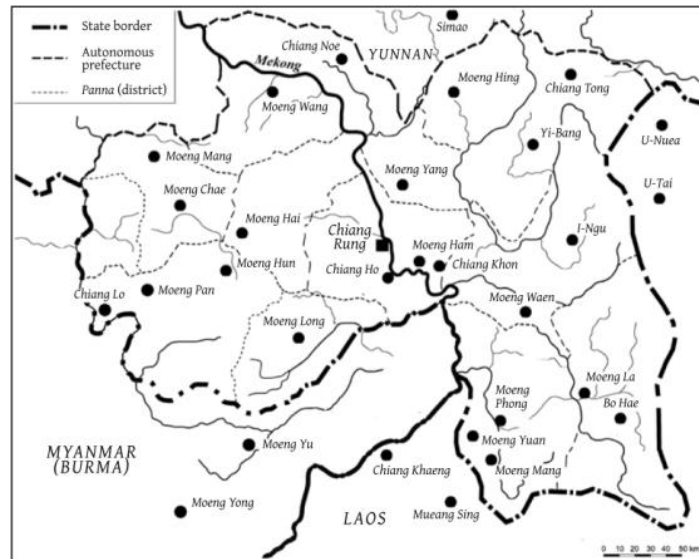 State border
Autonomous
prefecture
Panna (district)
Simao
Chiang Noe
YUNNAN
Mekong
Moeng Hing
Chiang Tong
Moeng Wang
U-Nuea
Yi-Bang
Moeng Mang
Moeng Yang
U-Tai
Moeng Chae
Moeng Hai
Chiang
Rung
I-Ngu
Moeng Ham
Moeng Hun
Chiang Khon
Chiang Ho
Chiang Lo
Moeng Pan
Moeng Waen
Moeng Long
Moeng La
Moeng
Phong
Bo Hae
Moeng Yu
Moeng Yuan
MYANMAR
(BURMA)
Chiang Khaeng
Moeng Mang
Moeng Yong
Mueang Sing
LAOS
0 10 20 30 40 50 km